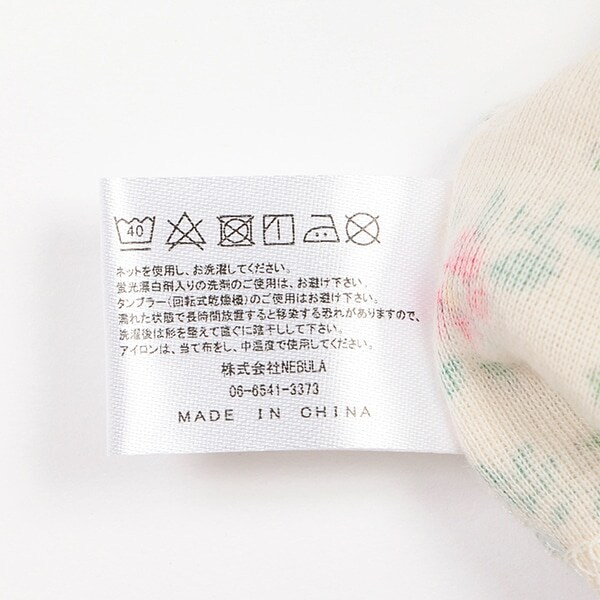 40
ネットを使用し、お洗濯してください。
蛍光漂白剤入りの洗剤のご使用は、お避け下さい。
タンブラー(回転式乾燥機)のご使用はお避け下さい。
濡れた状態で長時間放置すると移染する恐れがありますので、
洗濯後は形を整えて直ぐに陰干しして下さい。
アイロンは、当て布をし、中温度で使用してください。
株式会社NEBULA
06-6541-3373
MADE IN CHINA